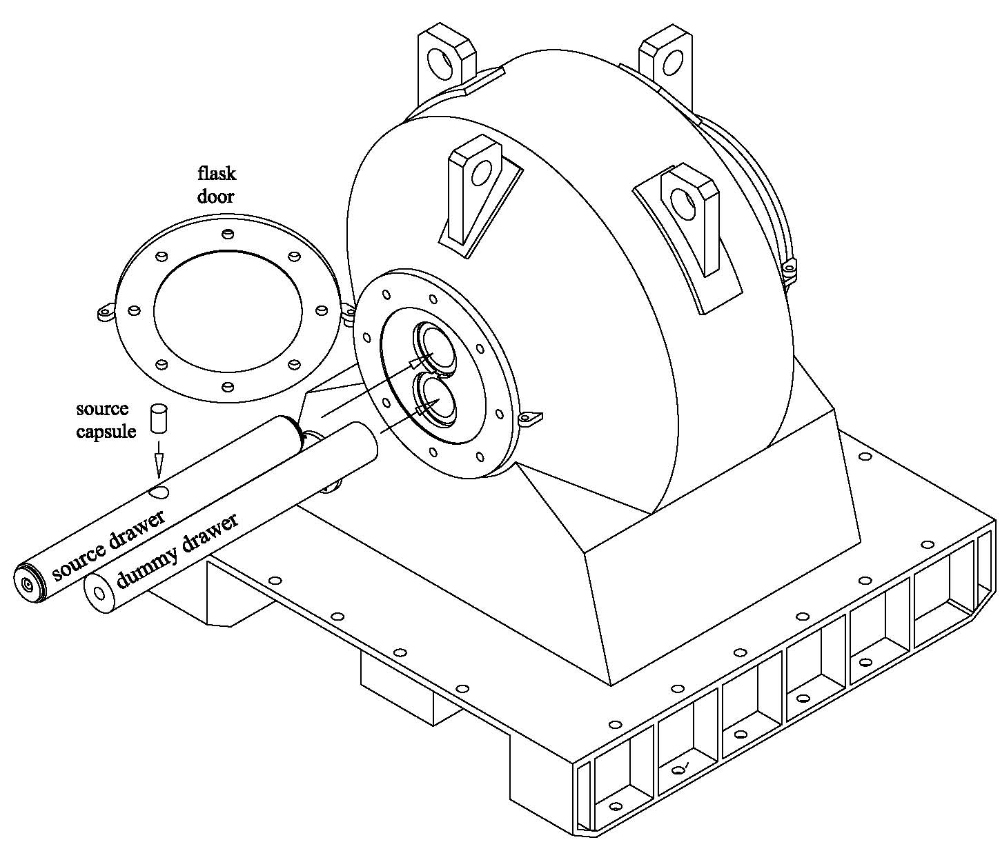 flask
door
source
capsule
source drawer
dummy drawer